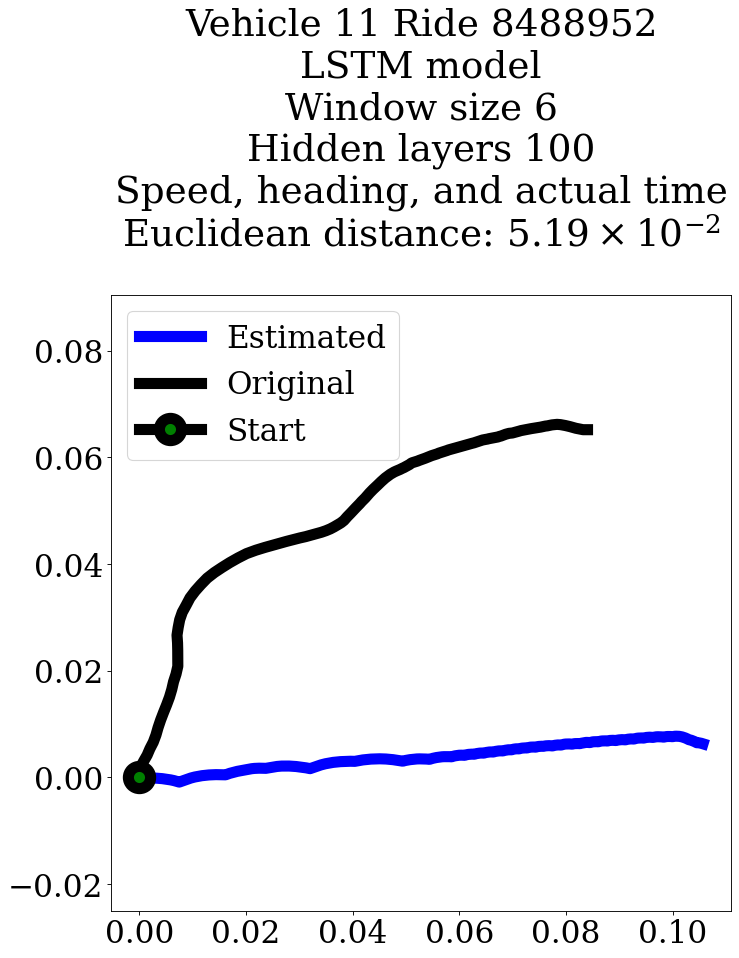 Vehicle 11 Ride 8488952
LSTM model
Window size 6
Hidden layers 100
Speed, heading, and actual time
Euclidean distance: 5.19 × 10⁻²
Estimated
Original
Start
0.08
0.06
0.04
0.02
0.00
−0.02
0.00 0.02 0.04 0.06 0.08 0.10